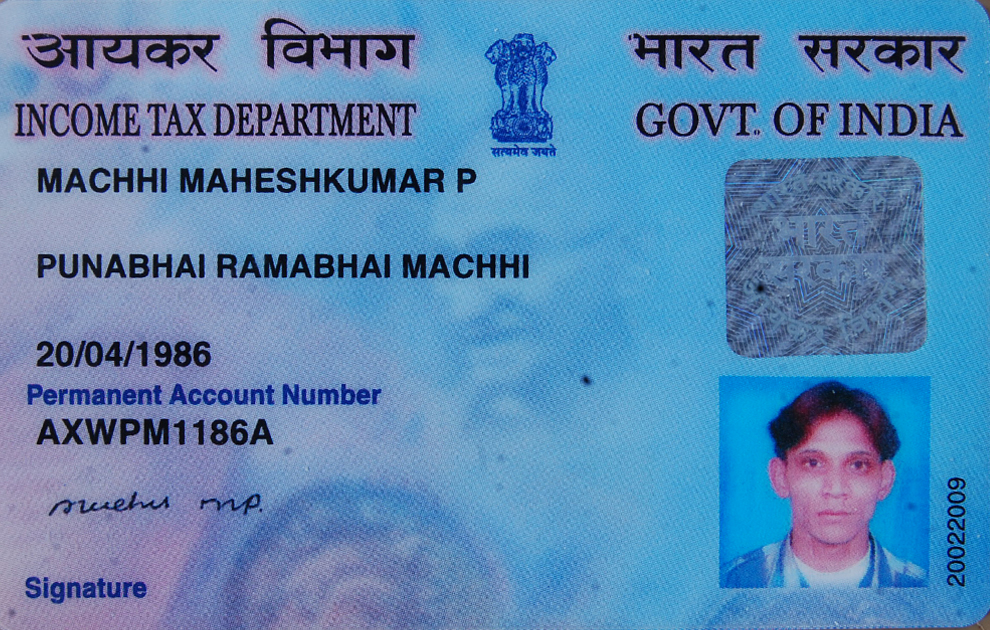 आयकर विभाग
INCOME TAX DEPARTMENT
सत्यमेव जयते
भारत सरकार
GOVT. OF INDIA
MACHHI MAHESHKUMAR P
PUNABHAI RAMABHAI MACHHI
20/04/1986
Permanent Account Number
AXWPM1186A
Signature
भारत
सरकार
20022009